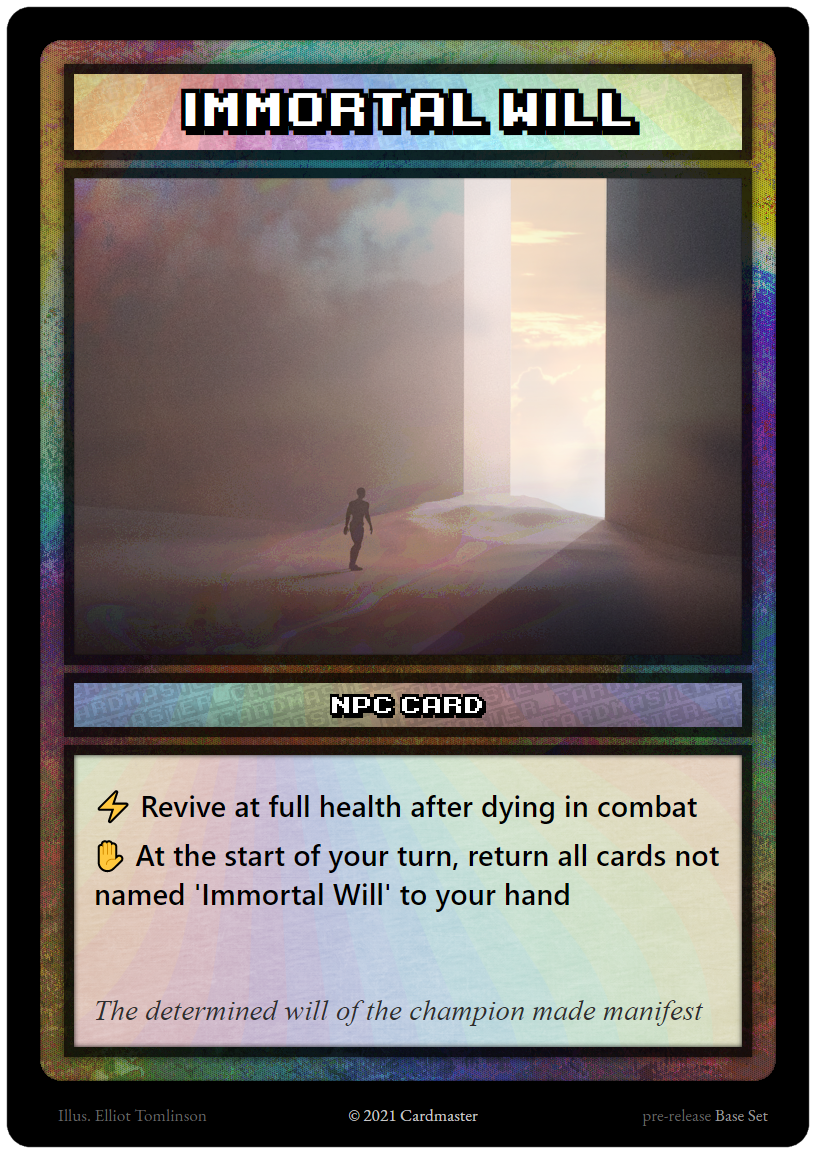 IMMORTAL WILL
NPC CARD
⚡ Revive at full health after dying in combat
✋ At the start of your turn, return all cards not
named 'Immortal Will' to your hand
The determined will of the champion made manifest
Illus. Elliot Tomlinson © 2021 Cardmaster pre-release Base Set